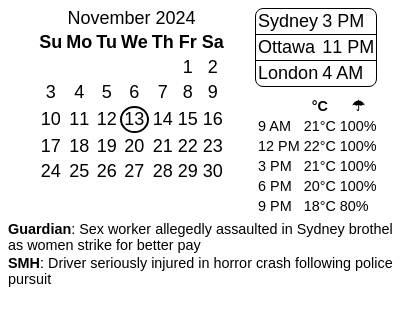 November 2024
Su Mo Tu We Th Fr Sa
1 2
3 4 5 6 7 8 9
10 11 12 13 14 15 16
17 18 19 20 21 22 23
24 25 26 27 28 29 30
Sydney 3 PM
Ottawa 11 PM
London 4 AM
°C ☂
9 AM 21°C 100%
12 PM 22°C 100%
3 PM 21°C 100%
6 PM 20°C 100%
9 PM 18°C 80%
Guardian: Sex worker allegedly assaulted in Sydney brothel
as women strike for better pay
SMH: Driver seriously injured in horror crash following police
pursuit